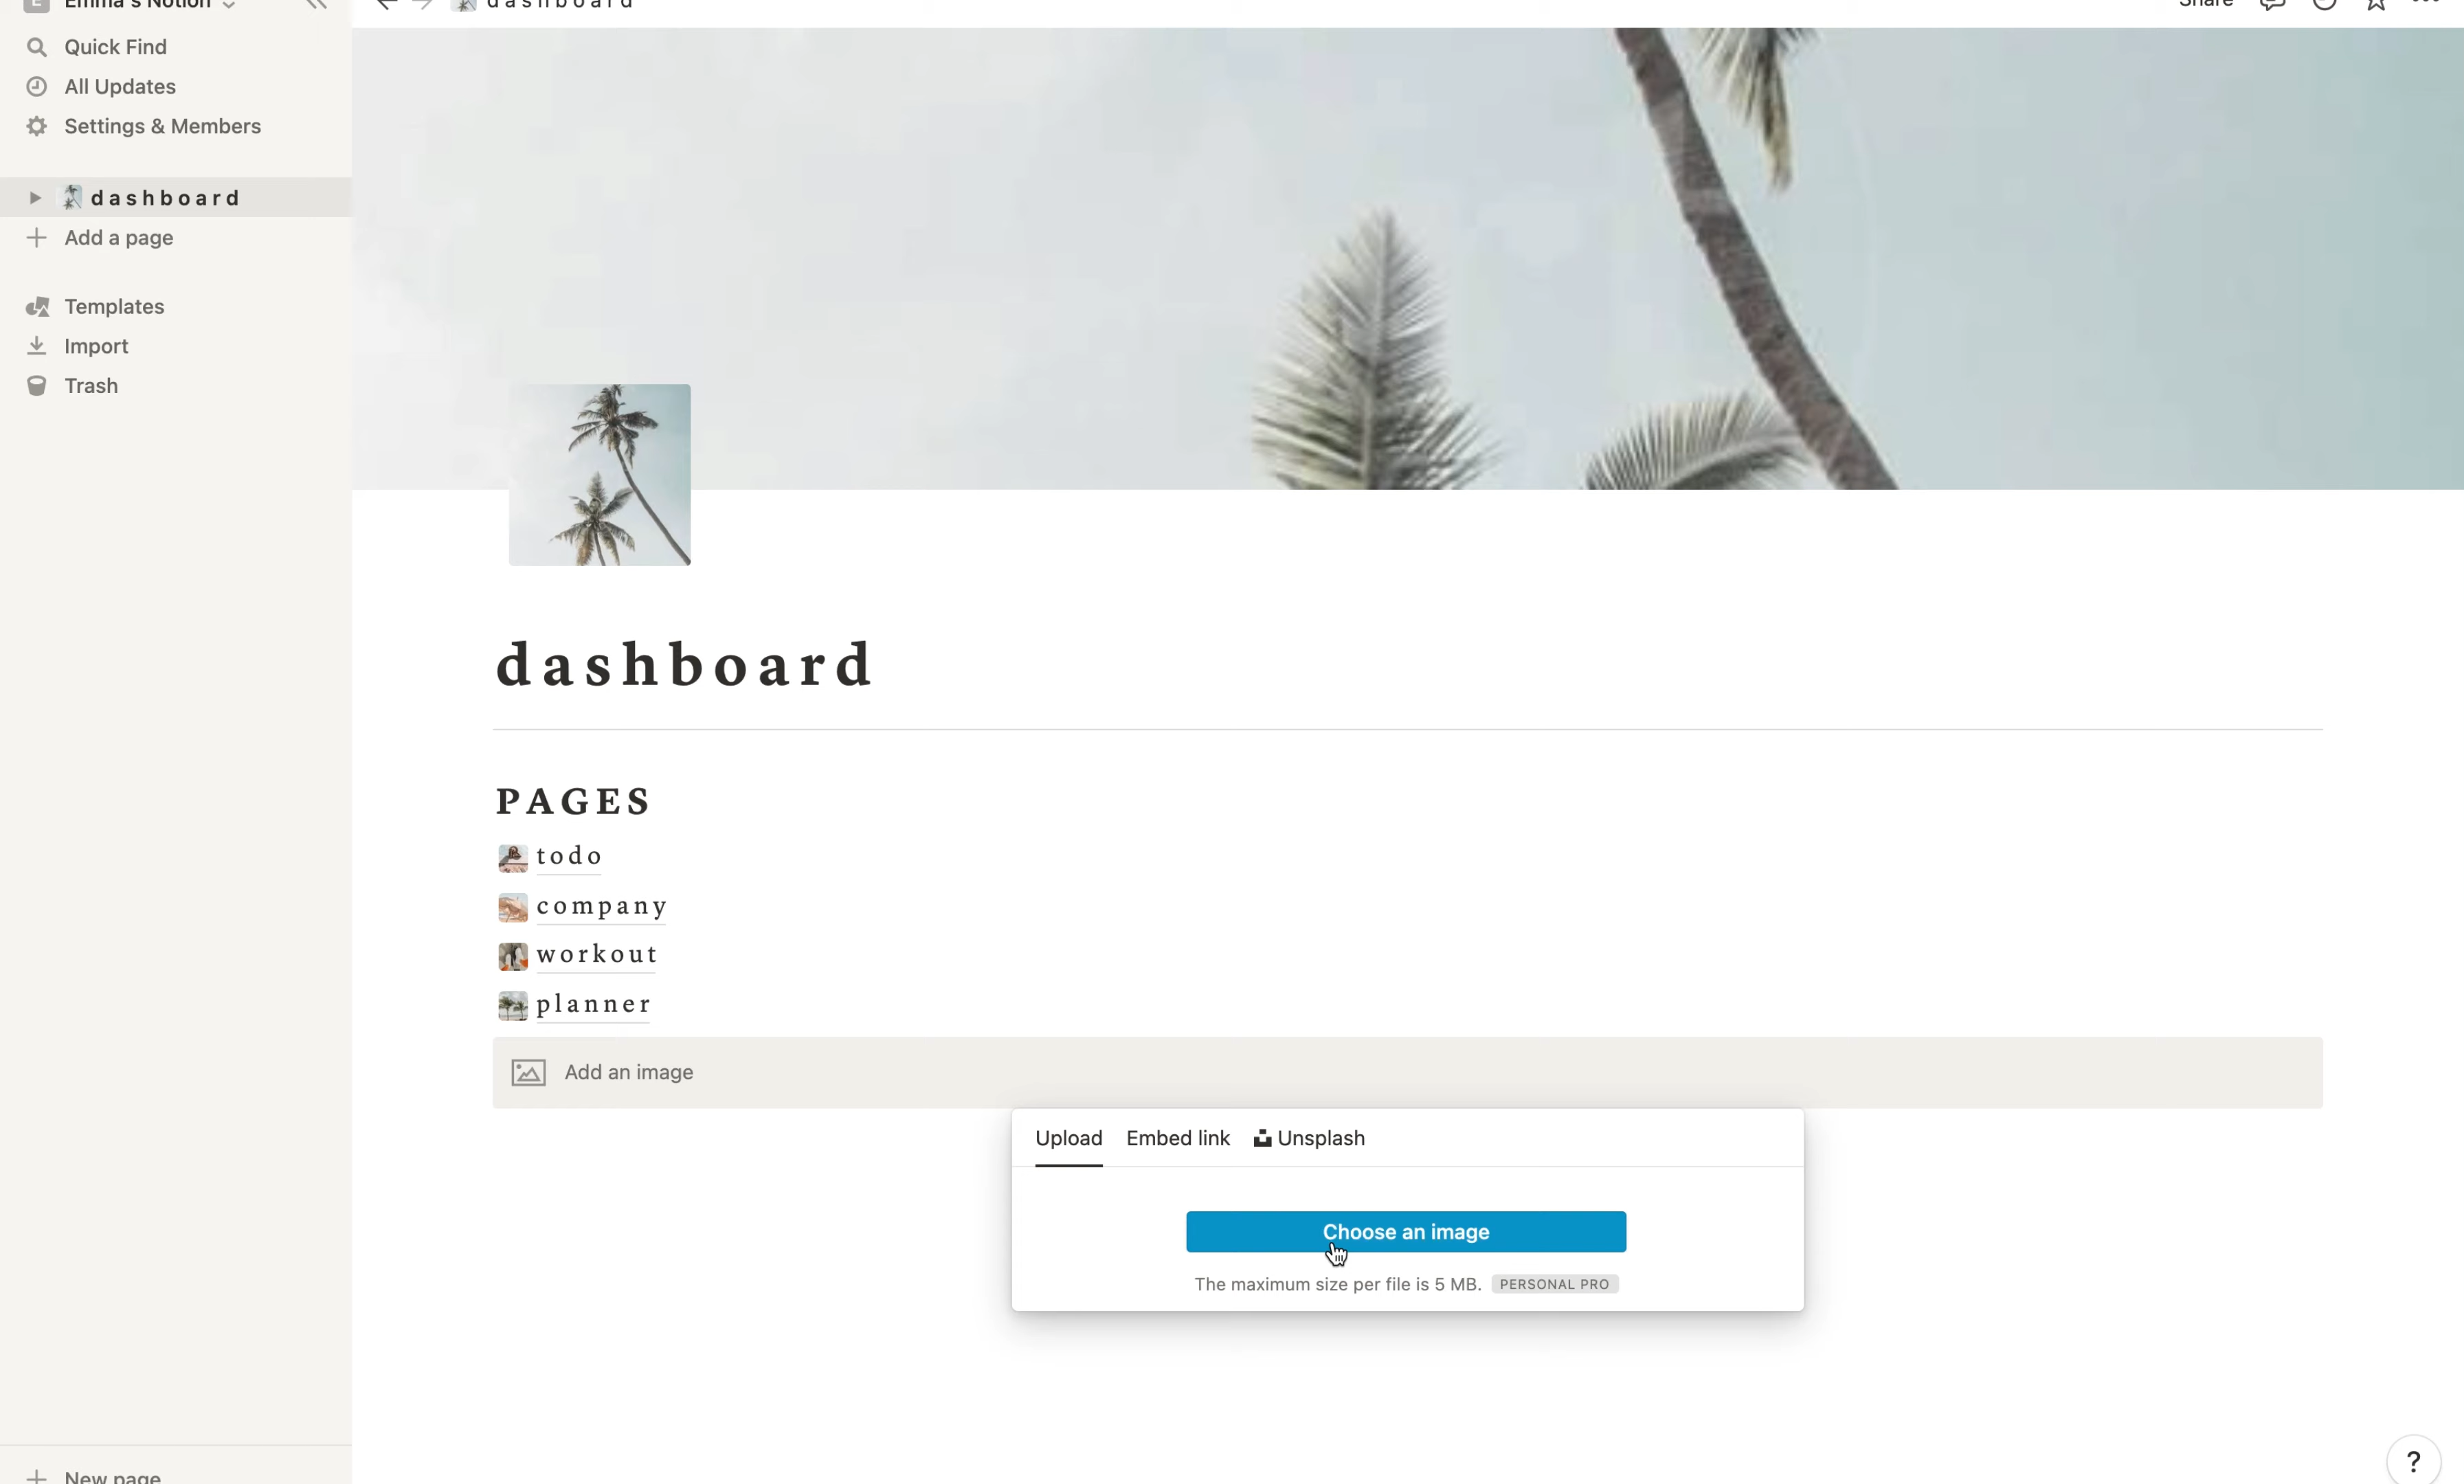 Emma's Notion
dashboard
Share
Quick Find
All Updates
Settings & Members
dashboard
Add a page
Templates
Import
Trash
dashboard
PAGES
todo
company
workout
planner
Add an image
Upload Embed link Unsplash
Choose an image
The maximum size per file is 5 MB. PERSONAL PRO
New page
?